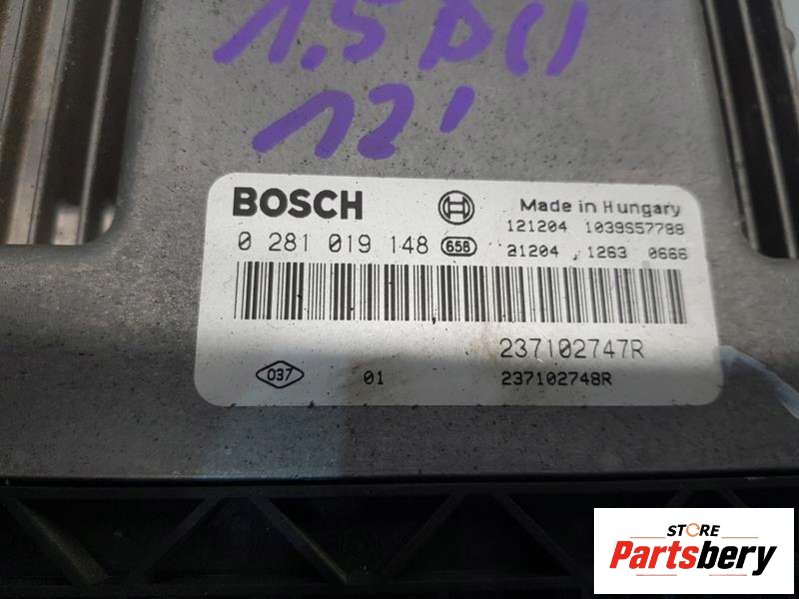 1.5 DCI
12'
BOSCH
Made in Hungary
121204 1039S57788
0 281 019 148 658
21204 1263 0666
237102747R
037 01 237102748R
STORE
Partsbery